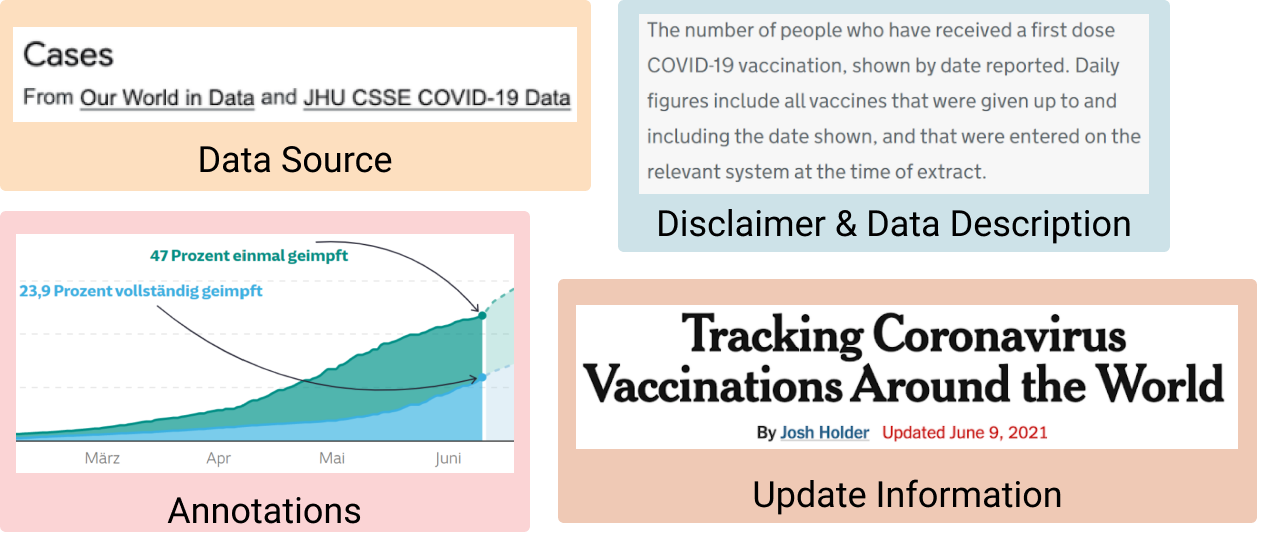 Cases
From Our World in Data and JHU CSSE COVID-19 Data
Data Source
The number of people who have received a first dose
COVID-19 vaccination, shown by date reported. Daily
figures include all vaccines that were given up to and
including the date shown, and that were entered on the
relevant system at the time of extract.
Disclaimer & Data Description
47 Prozent einmal geimpft
23,9 Prozent vollständig geimpft
März Apr Mai Juni
Annotations
Tracking Coronavirus
Vaccinations Around the World
By Josh Holder Updated June 9, 2021
Update Information